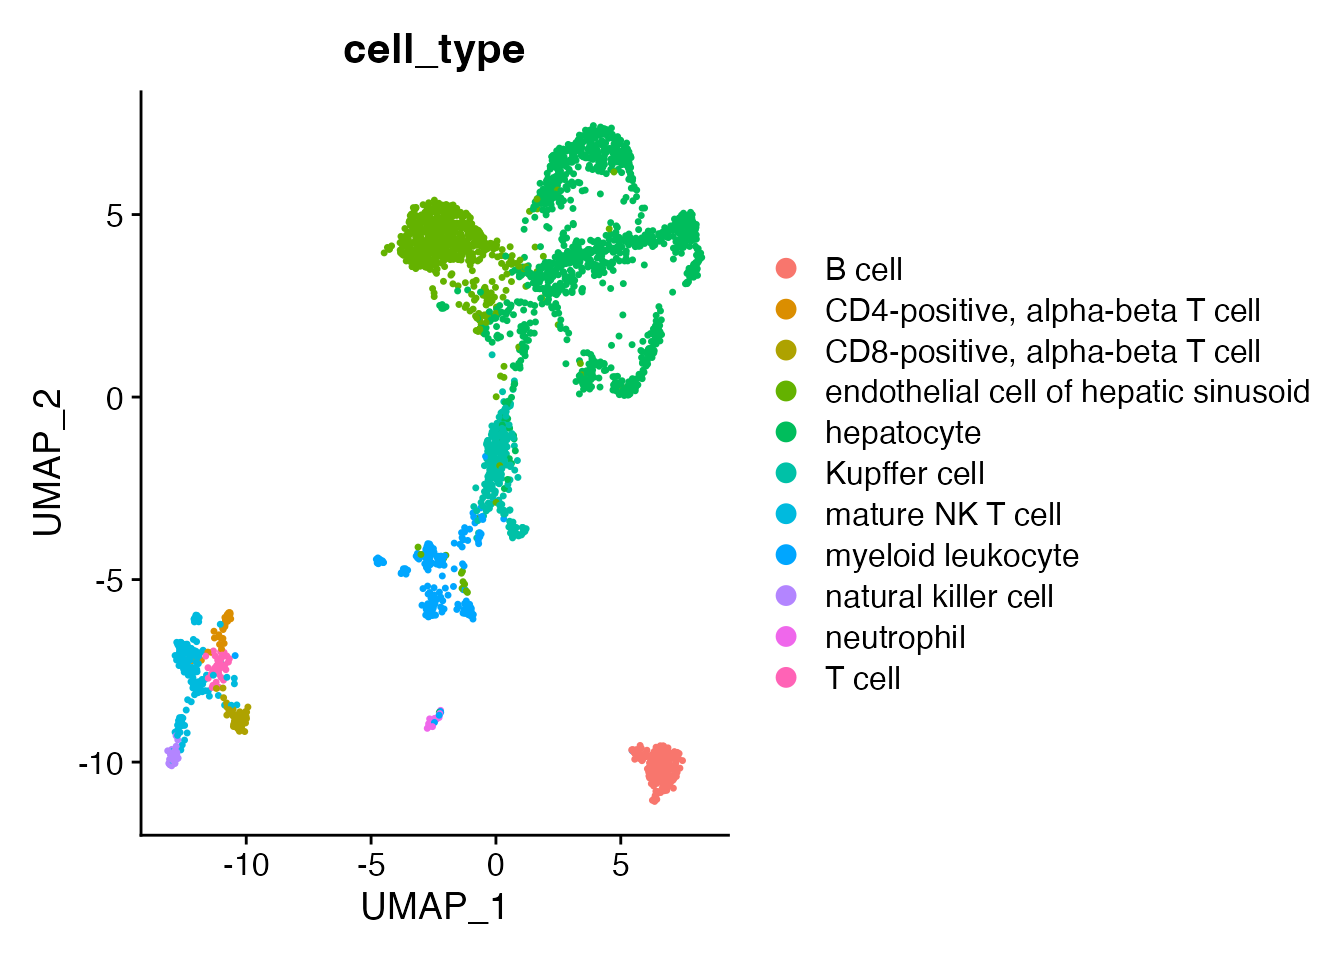 cell_type
UMAP_2
5
0
-5
-10
-10
-5
0
5
UMAP_1
B cell
CD4-positive, alpha-beta T cell
CD8-positive, alpha-beta T cell
endothelial cell of hepatic sinusoid
hepatocyte
Kupffer cell
mature NK T cell
myeloid leukocyte
natural killer cell
neutrophil
T cell